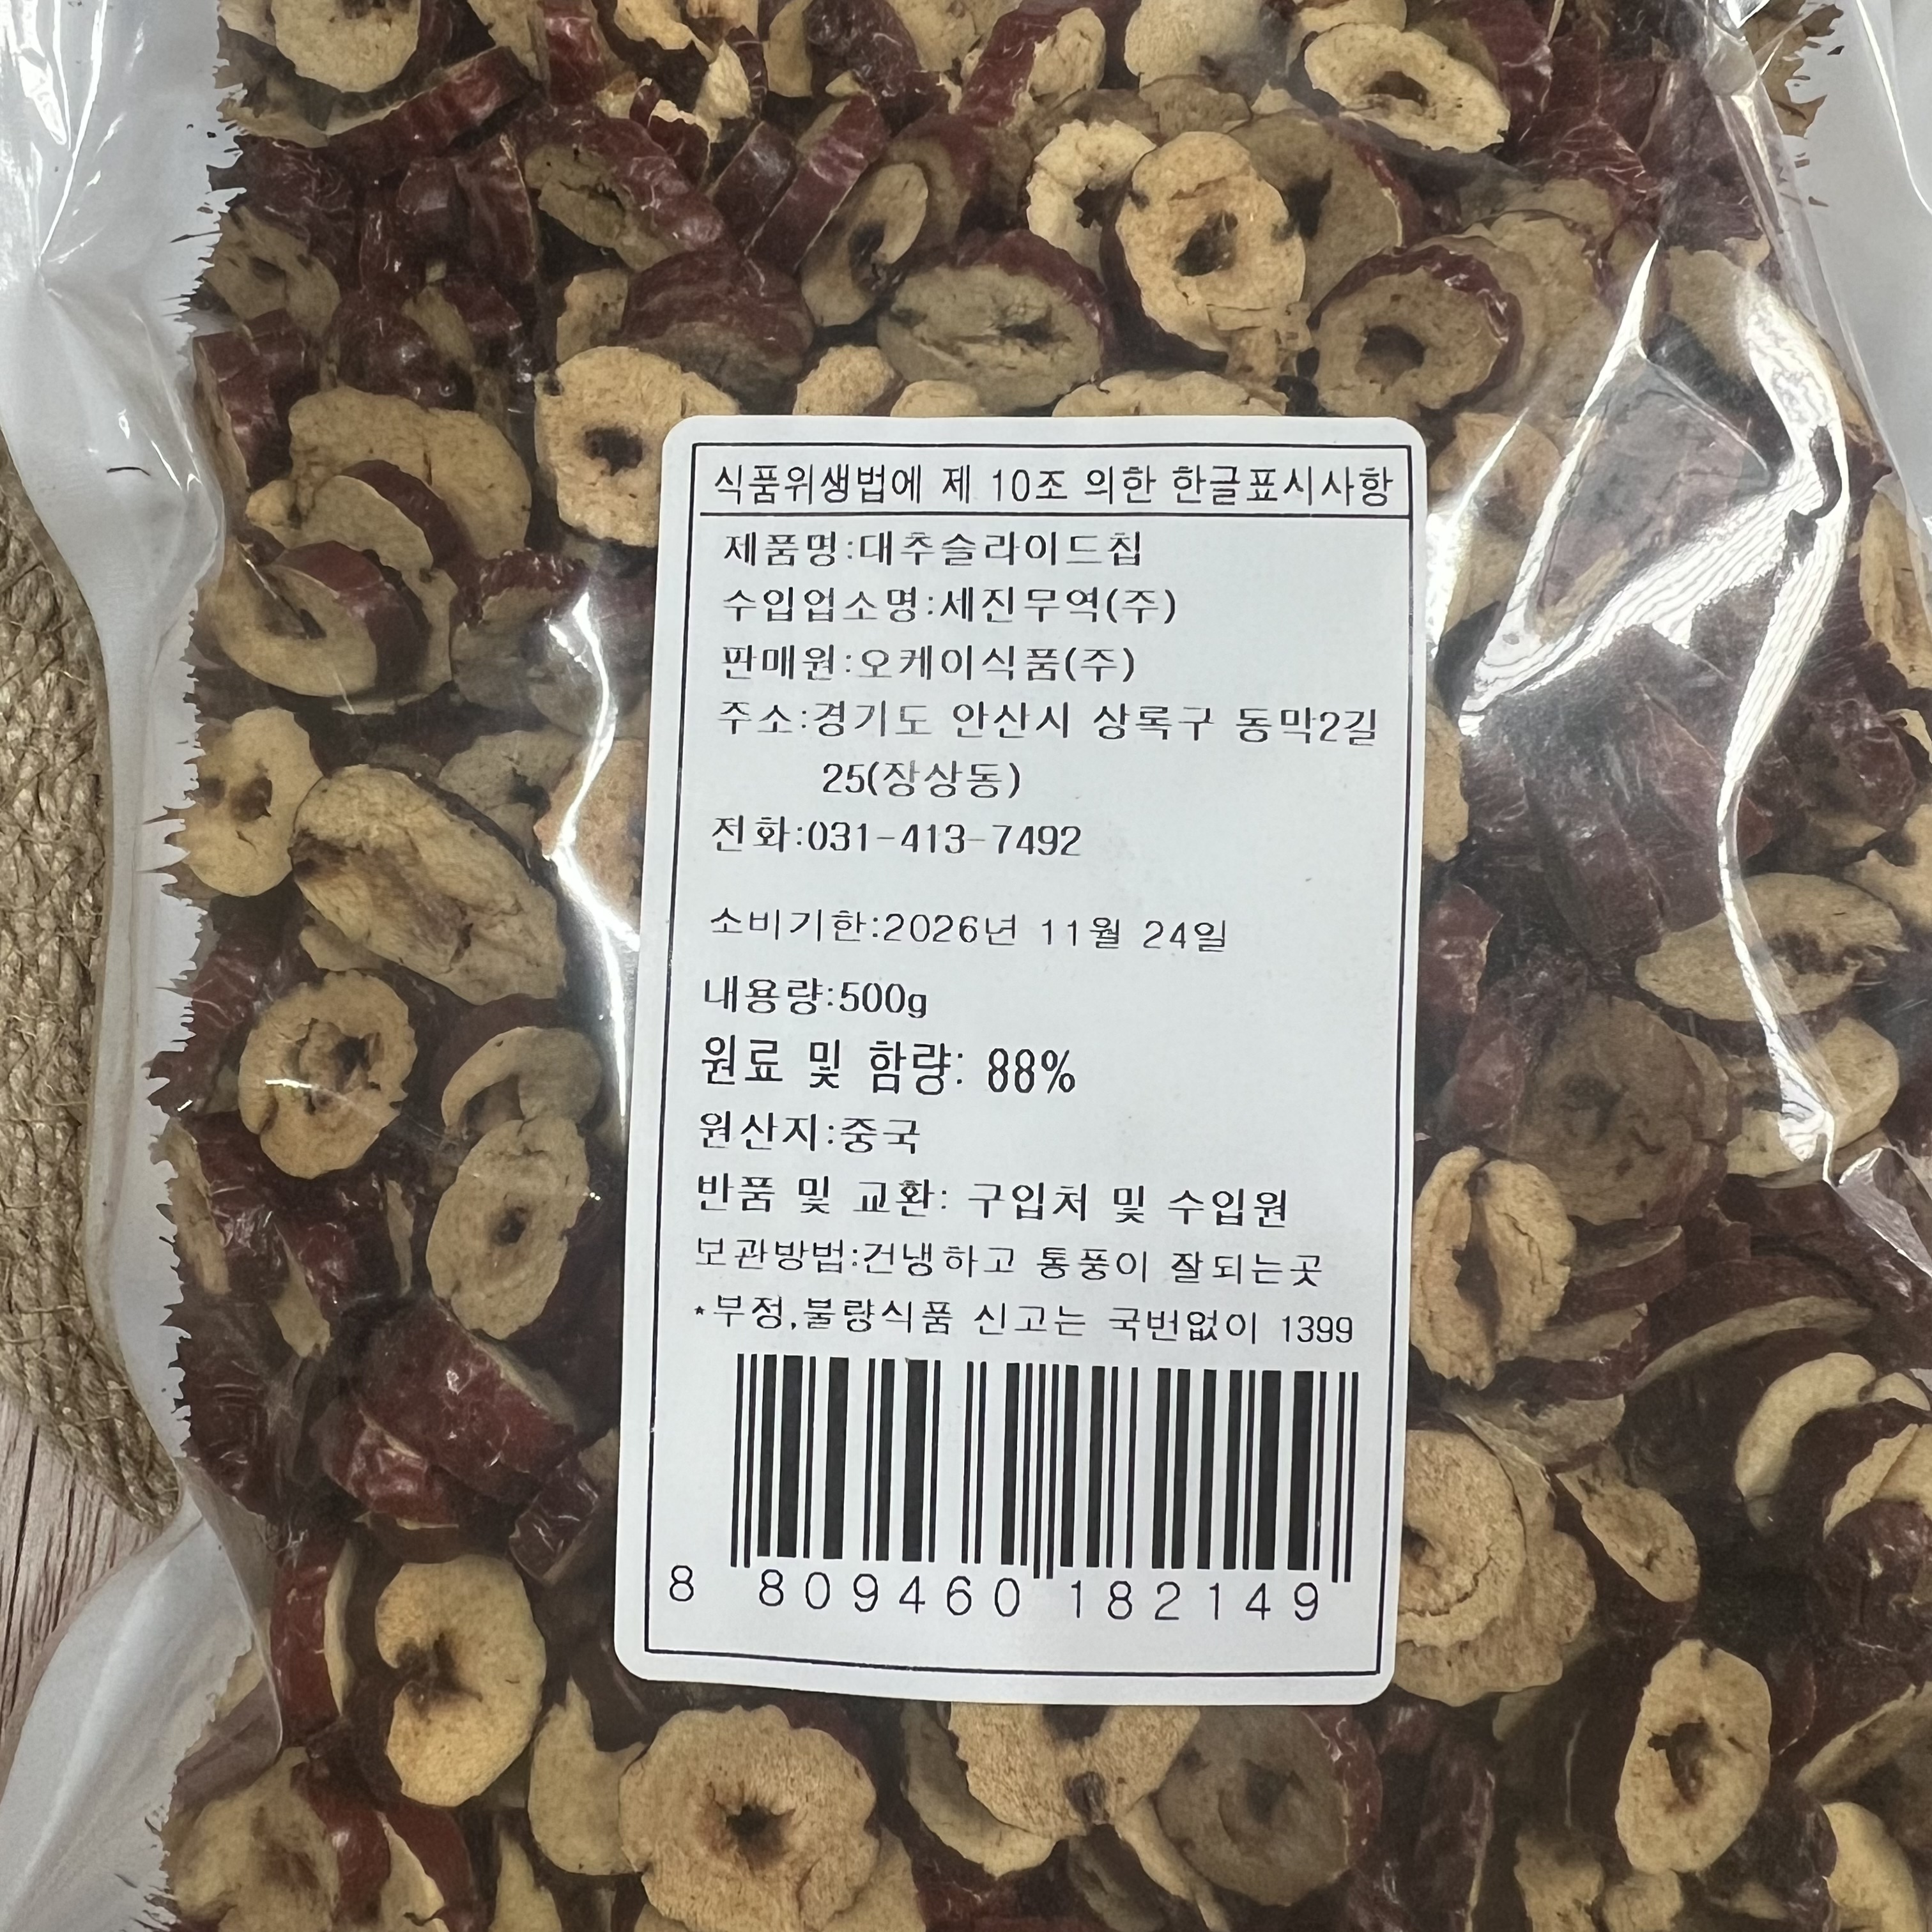 식품위생법에 제 10조 의한 한글표시사항
제품명:대추슬라이드칩
수입업소명:세진무역(주)
판매원:오케이식품(주)
주소:경기도 안산시 상록구 동막2길
25(장상동)
전화:031-413-7492
소비기한:2026년 11월 24일
내용량:500g
원료 및 함량: 88%
원산지:중국
반품 및 교환: 구입처 및 수입원
보관방법:건냉하고 통풍이 잘되는곳
*부정,불량식품 신고는 국번없이 1399
8 809460 182149